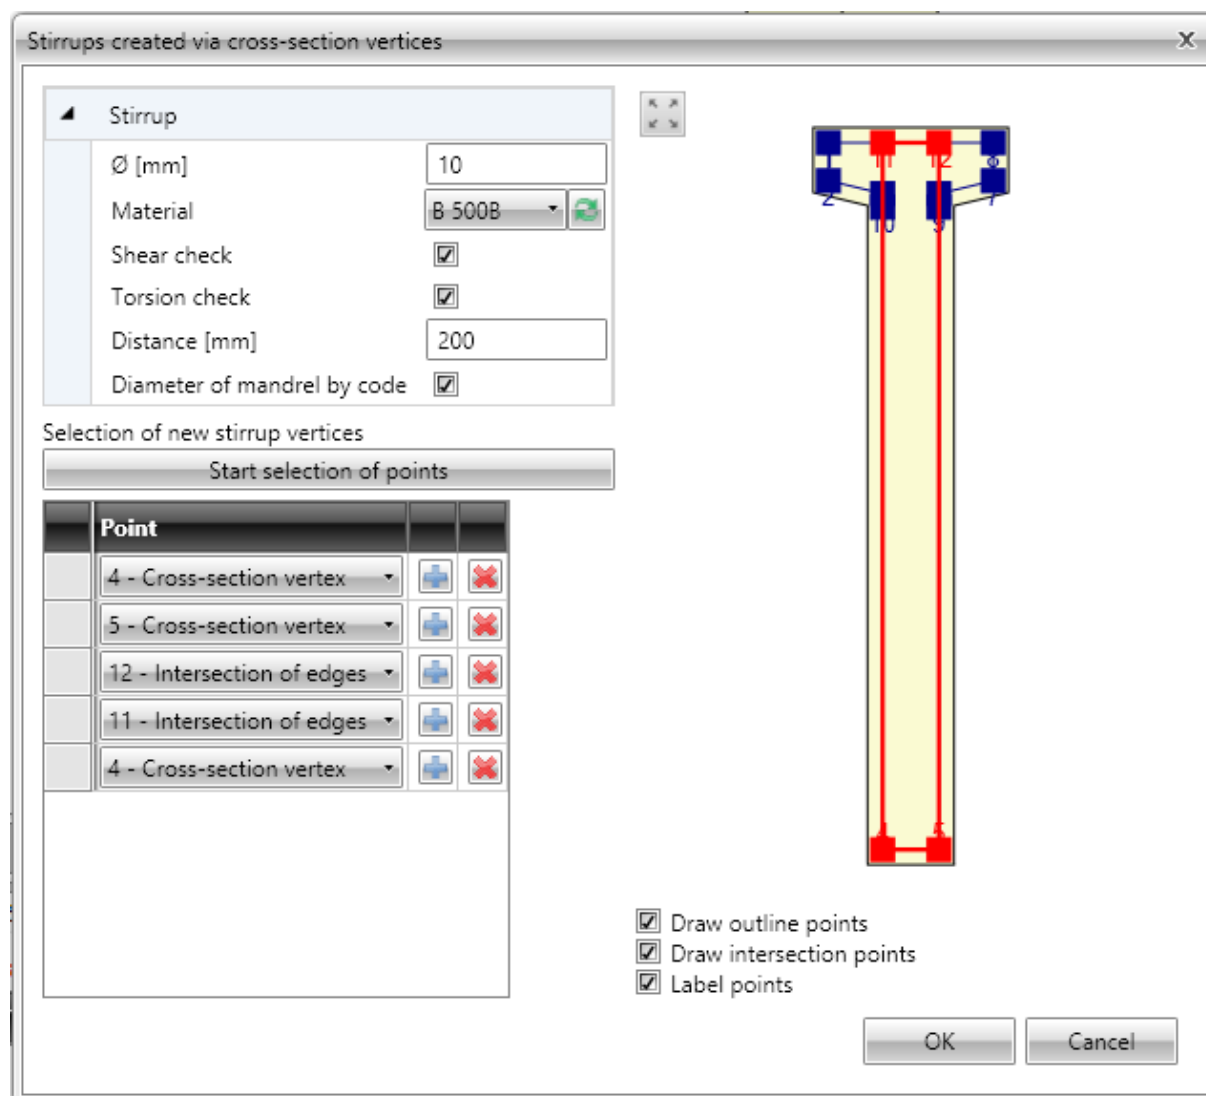 Stirrups created via cross-section vertices
x
Stirrup
Ø [mm]
10
Material
B 500B
Shear check
Torsion check
Distance [mm]
200
Diameter of mandrel by code
Selection of new stirrup vertices
Start selection of points
Point
4 - Cross-section vertex
5 - Cross-section vertex
12 - Intersection of edges
11 - Intersection of edges
4 - Cross-section vertex
11 12
2 7
10 9
4 5
Draw outline points
Draw intersection points
Label points
OK Cancel